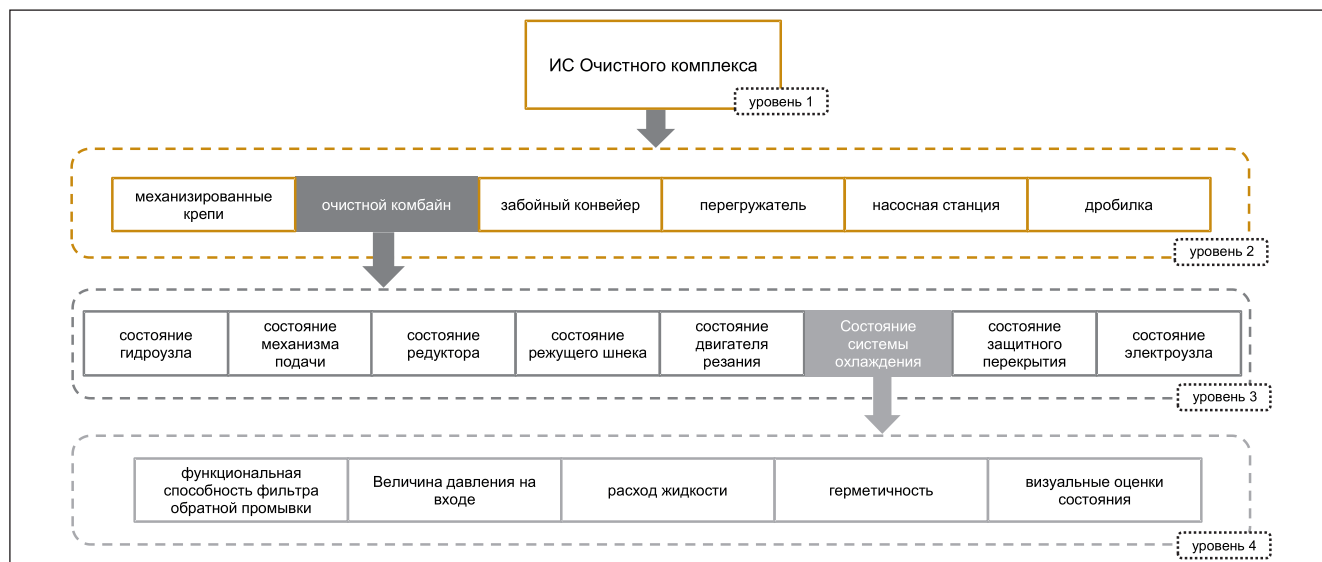 ИС Очистного комплекса
уровень 1
механизированные
крепи
очистной комбайн
забойный конвейер
перегружатель
насосная станция
дробилка
уровень 2
состояние
гидроузла
состояние
механизма
подачи
состояние
редуктора
состояние
режущего шнека
состояние
двигателя
резания
Состояние
системы
охлаждения
состояние
защитного
перекрытия
состояние
электроузла
уровень 3
функциональная
способность фильтра
обратной промывки
Величина давления на
входе
расход жидкости
герметичность
визуальные оценки
состояния
уровень 4